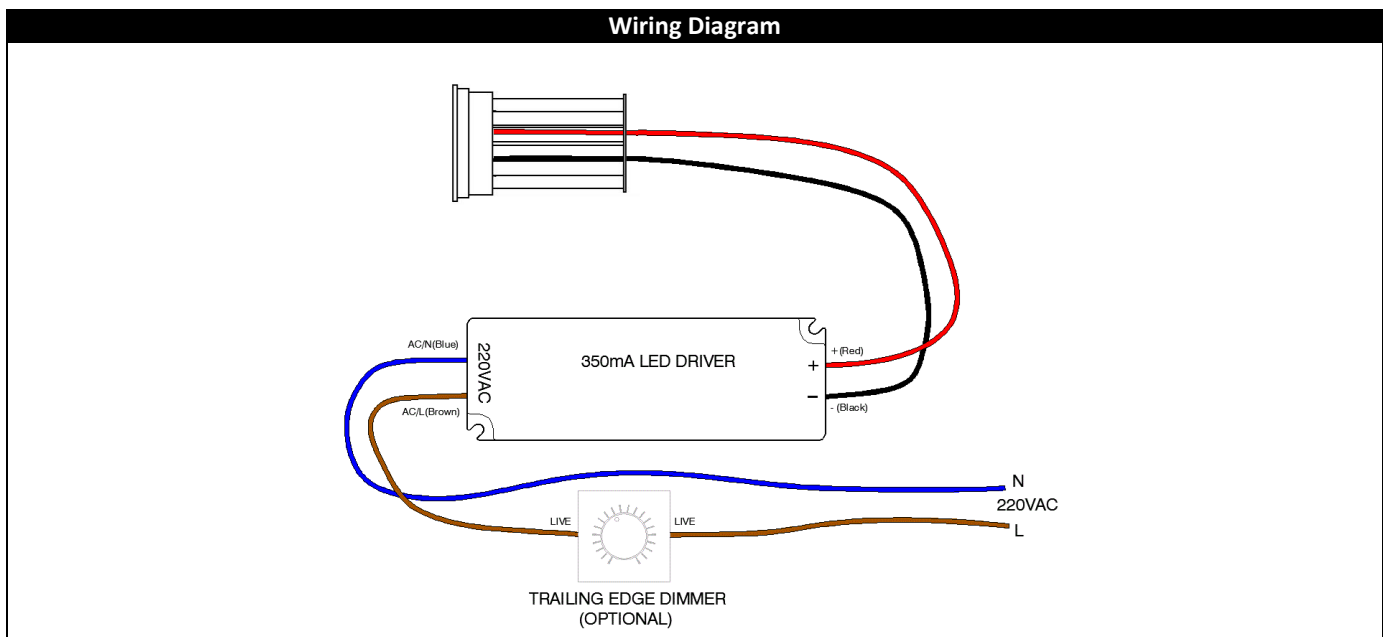 Wiring Diagram
AC/N(Blue)
220VAC
350mA LED DRIVER
+
+ (Red)
AC/L(Brown)
–
- (Black)
N
220VAC
LIVE
LIVE
L
TRAILING EDGE DIMMER
(OPTIONAL)